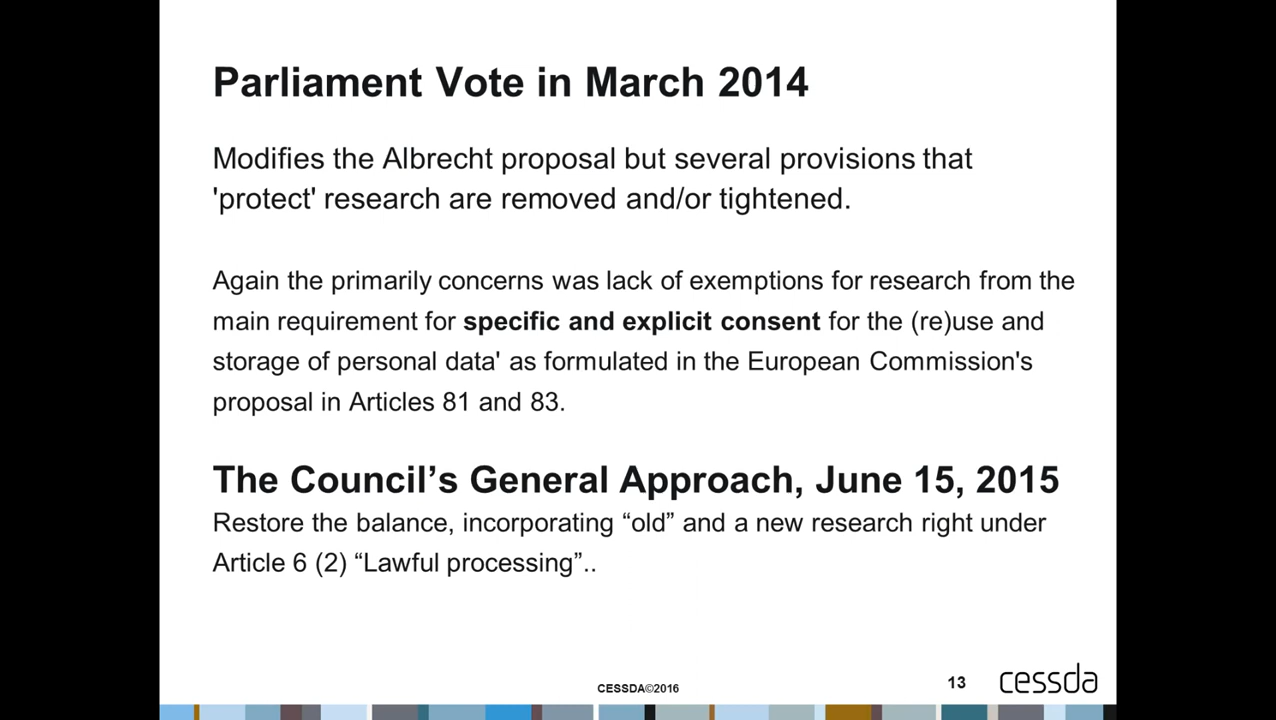 Parliament Vote in March 2014
Modifies the Albrecht proposal but several provisions that
'protect' research are removed and/or tightened.
Again the primarily concerns was lack of exemptions for research from the
main requirement for specific and explicit consent for the (re)use and
storage of personal data' as formulated in the European Commission's
proposal in Articles 81 and 83.
The Council’s General Approach, June 15, 2015
Restore the balance, incorporating “old” and a new research right under
Article 6 (2) “Lawful processing”..
CESSDA©2016
13
cessda